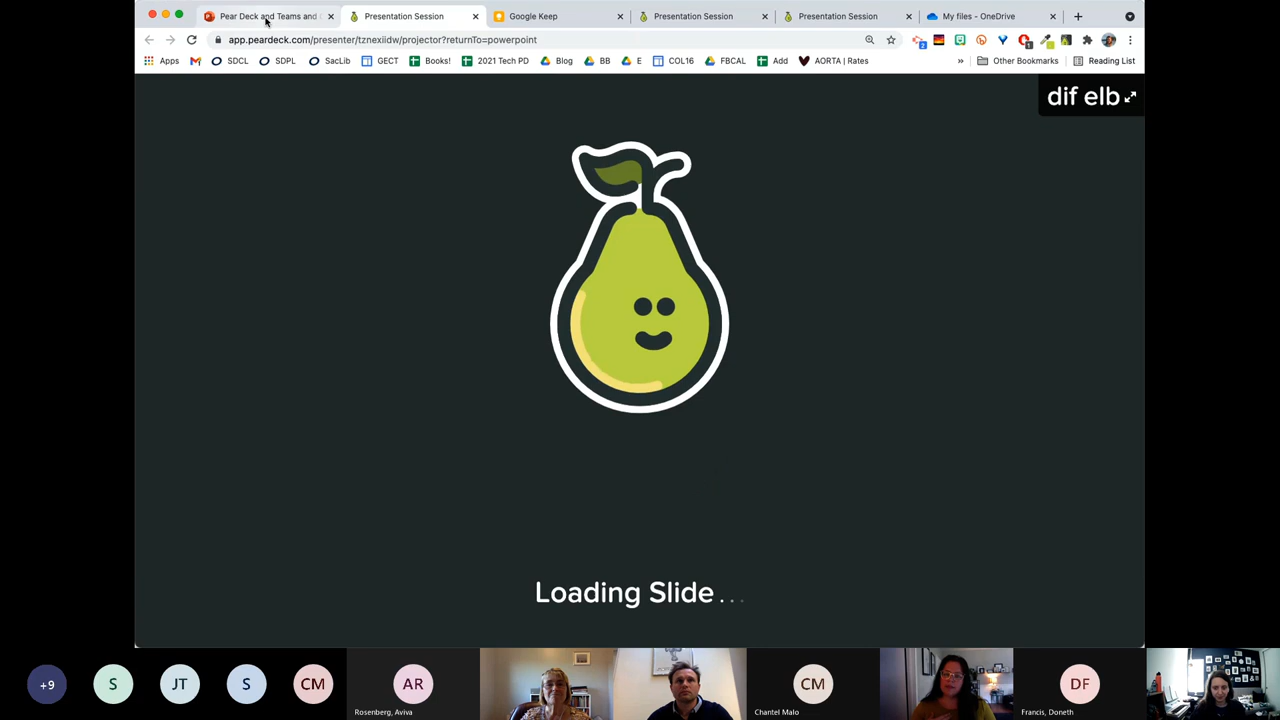 Pear Deck and Teams and
Presentation Session
Google Keep
Presentation Session
Presentation Session
My files - OneDrive
app.peardeck.com/presenter/tznexiidw/projector?returnTo=powerpoint
2
1
Apps
SDCL
SDPL
SacLib
GECT
Books!
2021 Tech PD
Blog
BB
E
COL16
FBCAL
Add
AORTA | Rates
»
Other Bookmarks
Reading List
dif elb
Loading Slide...
+9
S
JT
S
CM
AR
Rosenberg, Aviva
CM
Chantel Malo
DF
Francis, Doneth